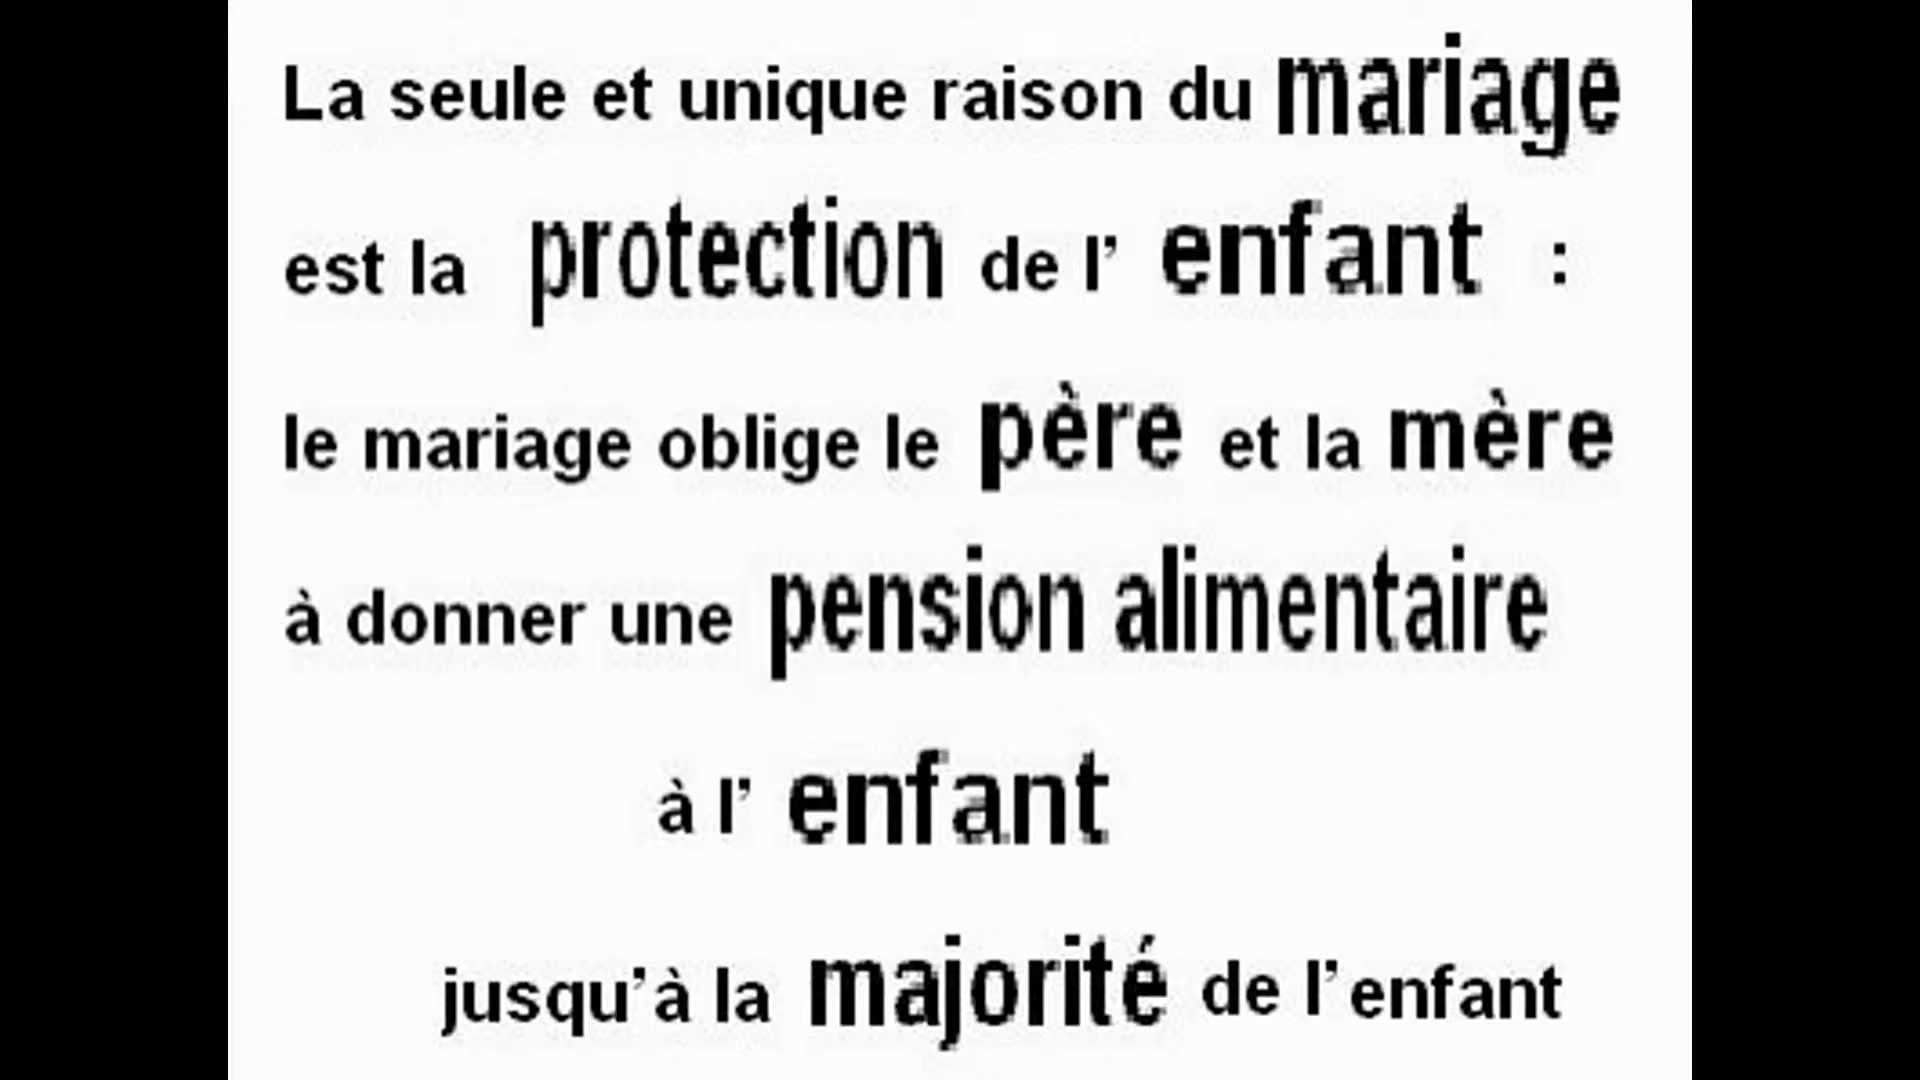 La seule et unique raison du mariage
est la protection de l’ enfant :
le mariage oblige le père et la mère
à donner une pension alimentaire
à l’ enfant
jusqu’à la majorité de l’enfant